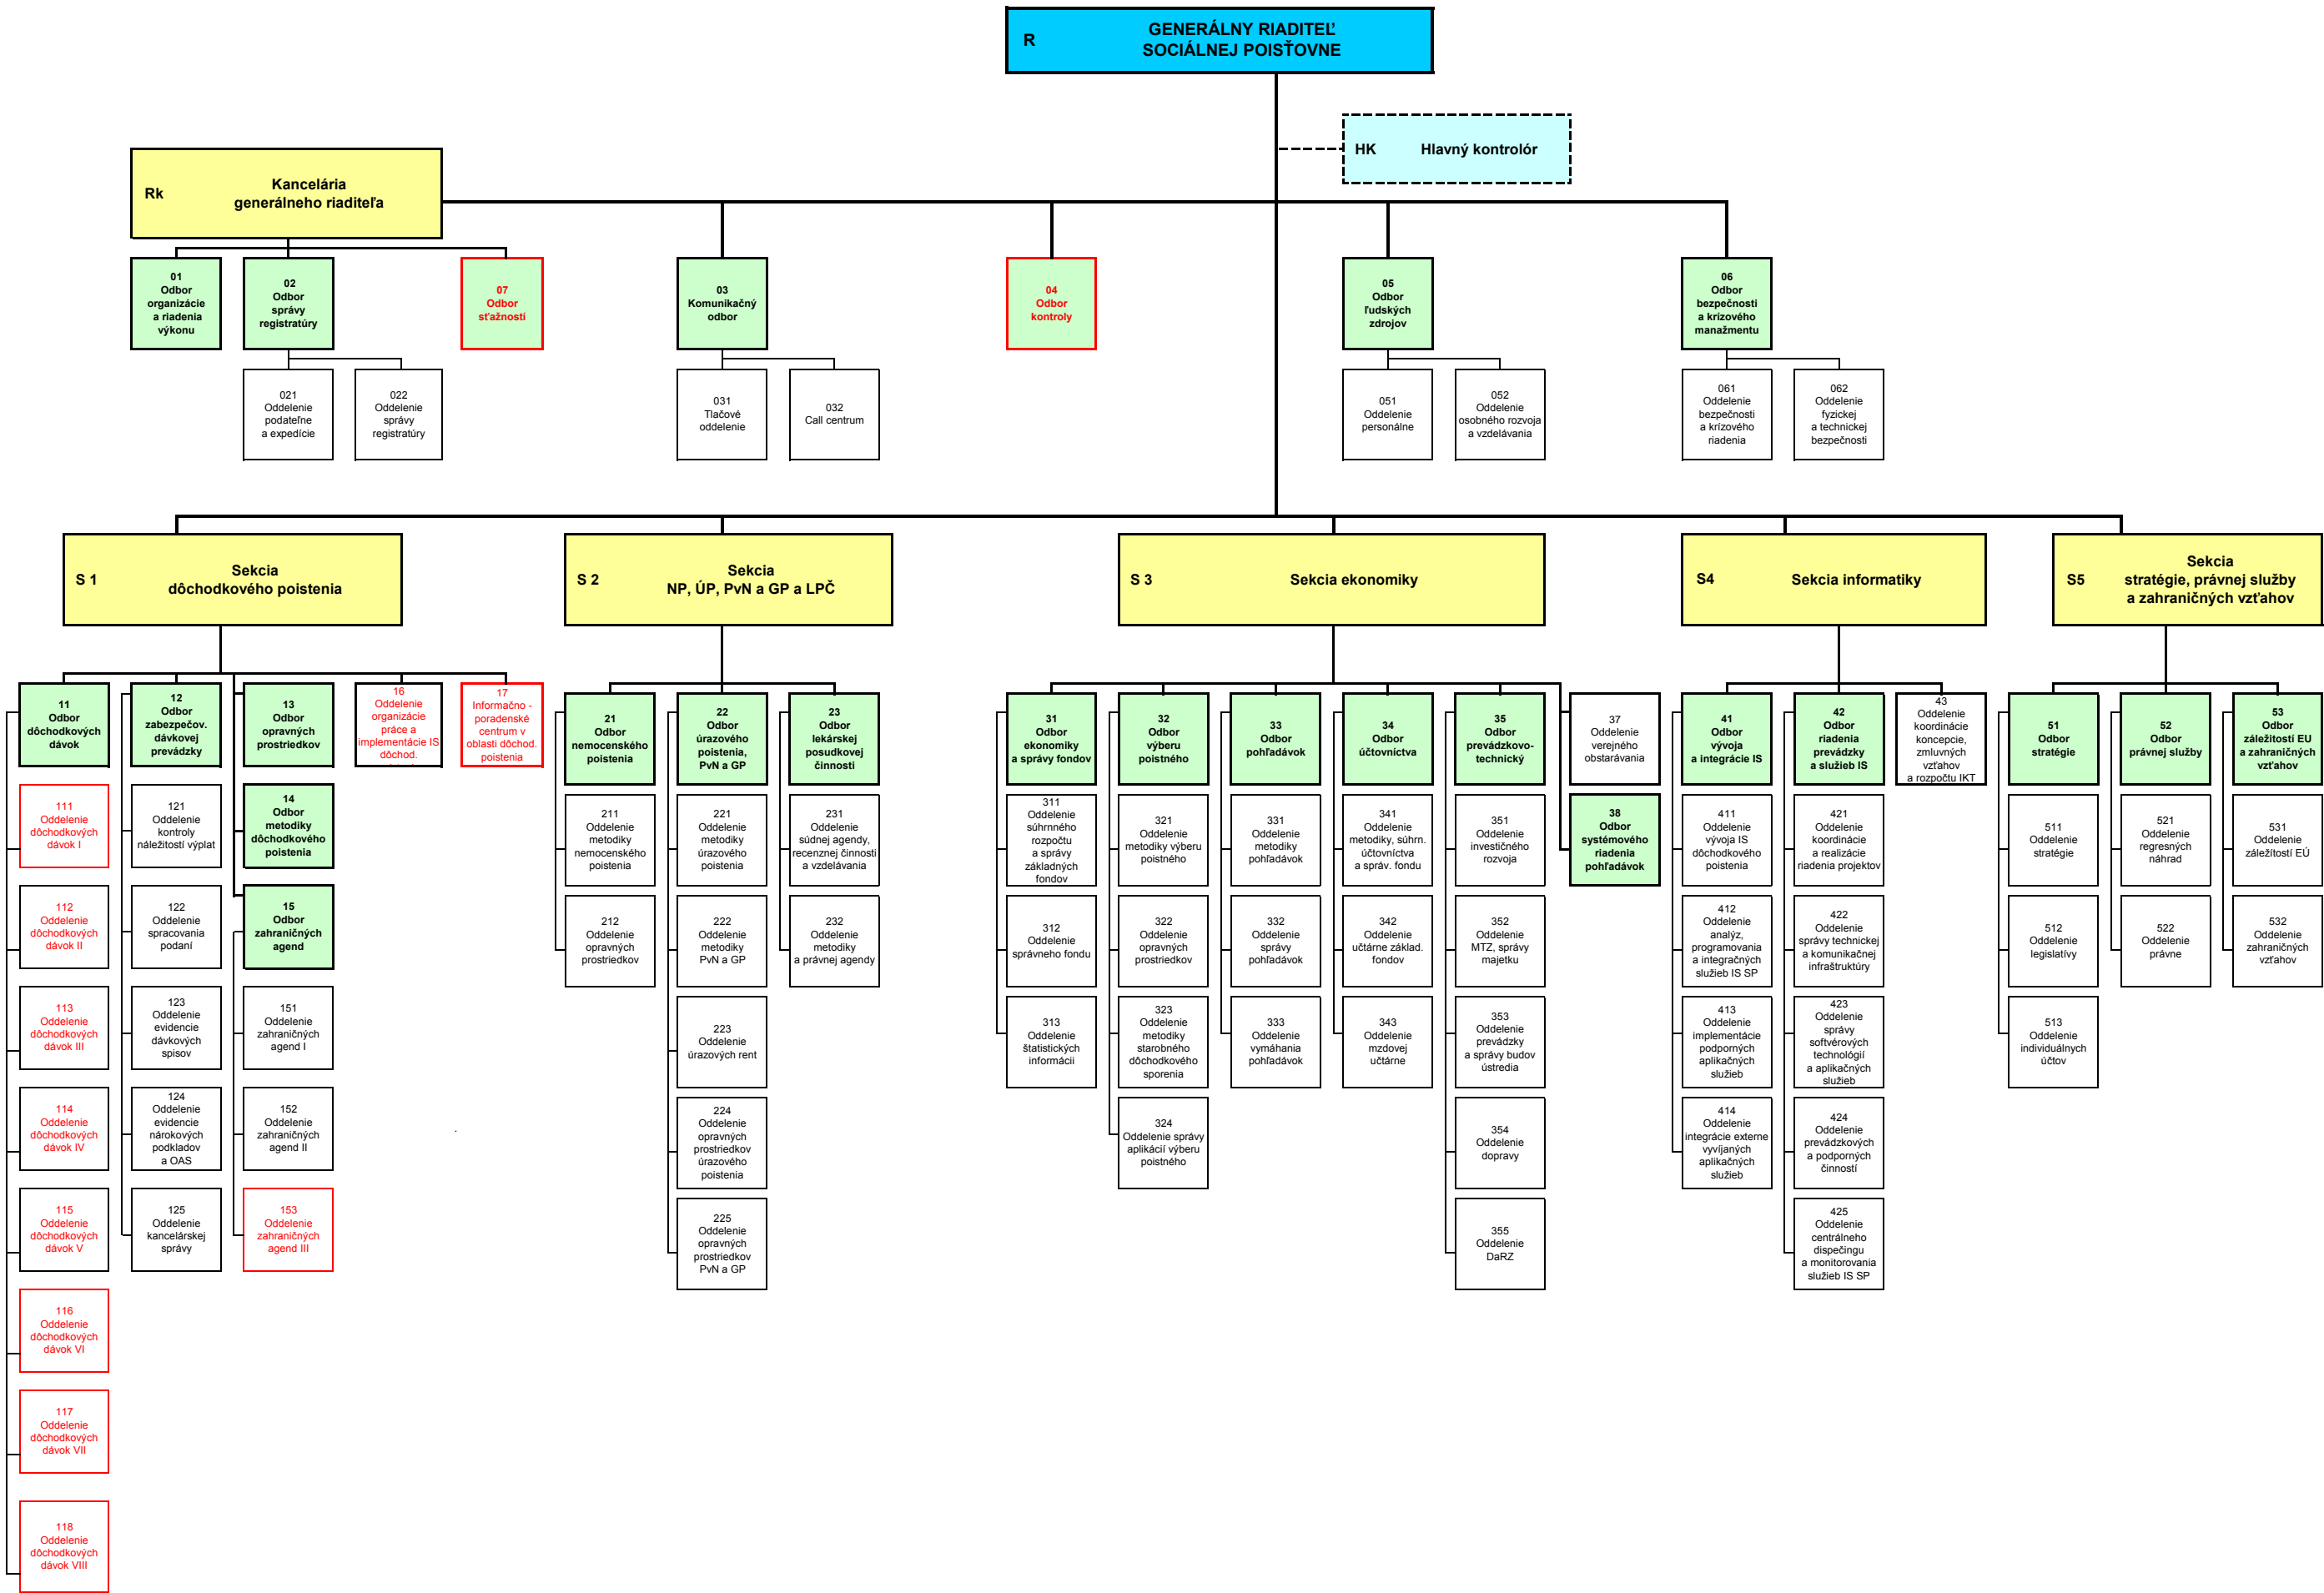 R
GENERÁLNY RIADITEĽ
SOCIÁLNEJ POISŤOVNE
HK Hlavný kontrolór
Rk
Kancelária
generálneho riaditeľa
01
Odbor
organizácie
a riadenia
výkonu
02
Odbor
správy
registratúry
07
Odbor
sťažností
03
Komunikačný
odbor
04
Odbor
kontroly
05
Odbor
ľudských
zdrojov
06
Odbor
bezpečnosti
a krízového
manažmentu
021
Oddelenie
podateľne
a expedície
022
Oddelenie
správy
registratúry
031
Tlačové
oddelenie
032
Call centrum
051
Oddelenie
personálne
052
Oddelenie
osobného rozvoja
a vzdelávania
061
Oddelenie
bezpečnosti
a krízového
riadenia
062
Oddelenie
fyzickej
a technickej
bezpečnosti
S 1
Sekcia
dôchodkového poistenia
S 2
Sekcia
NP, ÚP, PvN a GP a LPČ
S 3 Sekcia ekonomiky
S4 Sekcia informatiky
S5
Sekcia
stratégie, právnej služby
a zahraničných vzťahov
11
Odbor
dôchodkových
dávok
12
Odbor
zabezpečov.
dávkovej
prevádzky
13
Odbor
opravných
prostriedkov
16
Oddelenie
organizácie
práce a
implementácie IS
dôchod.
17
Informačno -
poradenské
centrum v
oblasti dôchod.
poistenia
21
Odbor
nemocenského
poistenia
22
Odbor
úrazového
poistenia,
PvN a GP
23
Odbor
lekárskej
posudkovej
činnosti
31
Odbor
ekonomiky
a správy fondov
32
Odbor
výberu
poistného
33
Odbor
pohľadávok
34
Odbor
účtovníctva
35
Odbor
prevádzkovo-
technický
37
Oddelenie
verejného
obstarávania
41
Odbor
vývoja
a integrácie IS
42
Odbor
riadenia
prevádzky
a služieb IS
43
Oddelenie
koordinácie
koncepcie,
zmluvných
vzťahov
a rozpočtu IKT
51
Odbor
stratégie
52
Odbor
právnej služby
53
Odbor
záležitostí EU
a zahraničných
vzťahov
111
Oddelenie
dôchodkových
dávok I
121
Oddelenie
kontroly
náležitostí výplat
14
Odbor
metodiky
dôchodkového
poistenia
211
Oddelenie
metodiky
nemocenského
poistenia
221
Oddelenie
metodiky
úrazového
poistenia
231
Oddelenie
súdnej agendy,
recenznej činnosti
a vzdelávania
311
Oddelenie
súhrnného
rozpočtu
a správy
základných
fondov
321
Oddelenie
metodiky výberu
poistného
331
Oddelenie
metodiky
pohľadávok
341
Oddelenie
metodiky, súhrn.
účtovníctva
a správ. fondu
351
Oddelenie
investičného
rozvoja
38
Odbor
systémového
riadenia
pohľadávok
411
Oddelenie
vývoja IS
dôchodkového
poistenia
421
Oddelenie
koordinácie
a realizácie
riadenia projektov
511
Oddelenie
stratégie
521
Oddelenie
regresných
náhrad
531
Oddelenie
záležítostí EÚ
112
Oddelenie
dôchodkových
dávok II
122
Oddelenie
spracovania
podaní
15
Odbor
zahraničných
agend
212
Oddelenie
opravných
prostriedkov
222
Oddelenie
metodiky
PvN a GP
232
Oddelenie
metodiky
a právnej agendy
312
Oddelenie
správneho fondu
322
Oddelenie
opravných
prostriedkov
332
Oddelenie
správy
pohľadávok
342
Oddelenie
učtárne základ.
fondov
352
Oddelenie
MTZ, správy
majetku
412
Oddelenie
analýz,
programovania
a integračných
služieb IS SP
422
Oddelenie
správy technickej
a komunikačnej
infraštruktúry
512
Oddelenie
legislatívy
522
Oddelenie
právne
532
Oddelenie
zahraničných
vzťahov
113
Oddelenie
dôchodkových
dávok III
123
Oddelenie
evidencie
dávkových
spisov
151
Oddelenie
zahraničných
agend I
223
Oddelenie
úrazových rent
313
Oddelenie
štatistických
informácii
323
Oddelenie
metodiky
starobného
dôchodkového
sporenia
333
Oddelenie
vymáhania
pohľadávok
343
Oddelenie
mzdovej
učtárne
353
Oddelenie
prevádzky
a správy budov
ústredia
413
Oddelenie
implementácie
podporných
aplikačných
služieb
423
Oddelenie
správy
softvérových
technológií
a aplikačných
služieb
513
Oddelenie
individuálnych
účtov
114
Oddelenie
dôchodkových
dávok IV
124
Oddelenie
evidencie
nárokových
podkladov
a OAS
152
Oddelenie
zahraničných
agend II
224
Oddelenie
opravných
prostriedkov
úrazového
poistenia
324
Oddelenie správy
aplikácií výberu
poistného
354
Oddelenie
dopravy
414
Oddelenie
integrácie externe
vyvíjaných
aplikačných
služieb
424
Oddelenie
prevádzkových
a podporných
činností
115
Oddelenie
dôchodkových
dávok V
125
Oddelenie
kancelárskej
správy
153
Oddelenie
zahraničných
agend III
225
Oddelenie
opravných
prostriedkov
PvN a GP
355
Oddelenie
DaRZ
425
Oddelenie
centrálneho
dispečingu
a monitorovania
služieb IS SP
116
Oddelenie
dôchodkových
dávok VI
117
Oddelenie
dôchodkových
dávok VII
118
Oddelenie
dôchodkových
dávok VIII